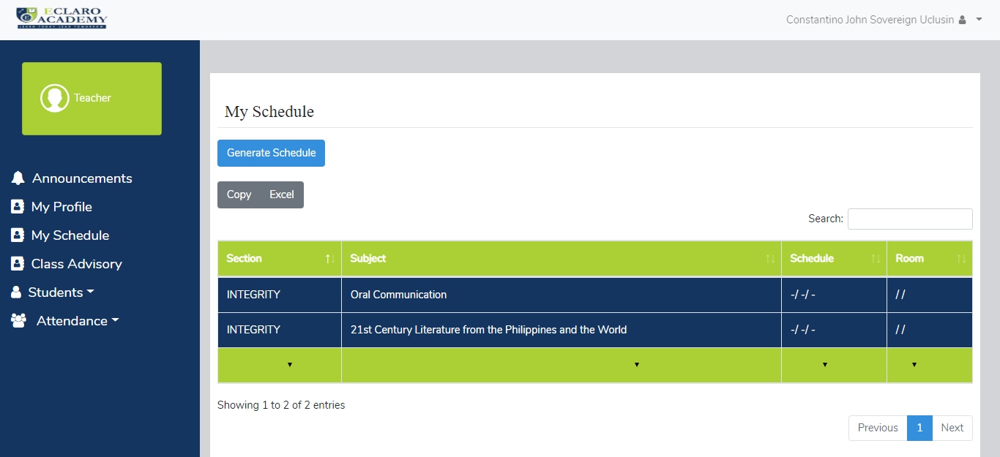 ECLARO
ACADEMY
LEARN TODAY, LEAD TOMORROW
Constantino John Sovereign Uclusin
Teacher
Announcements
My Profile
My Schedule
Class Advisory
Students
Attendance
My Schedule
Generate Schedule
Copy Excel
Search:
Section Subject Schedule Room
INTEGRITY Oral Communication -/ -/ - / /
INTEGRITY 21st Century Literature from the Philippines and the World -/ -/ - / /
Showing 1 to 2 of 2 entries
Previous 1 Next